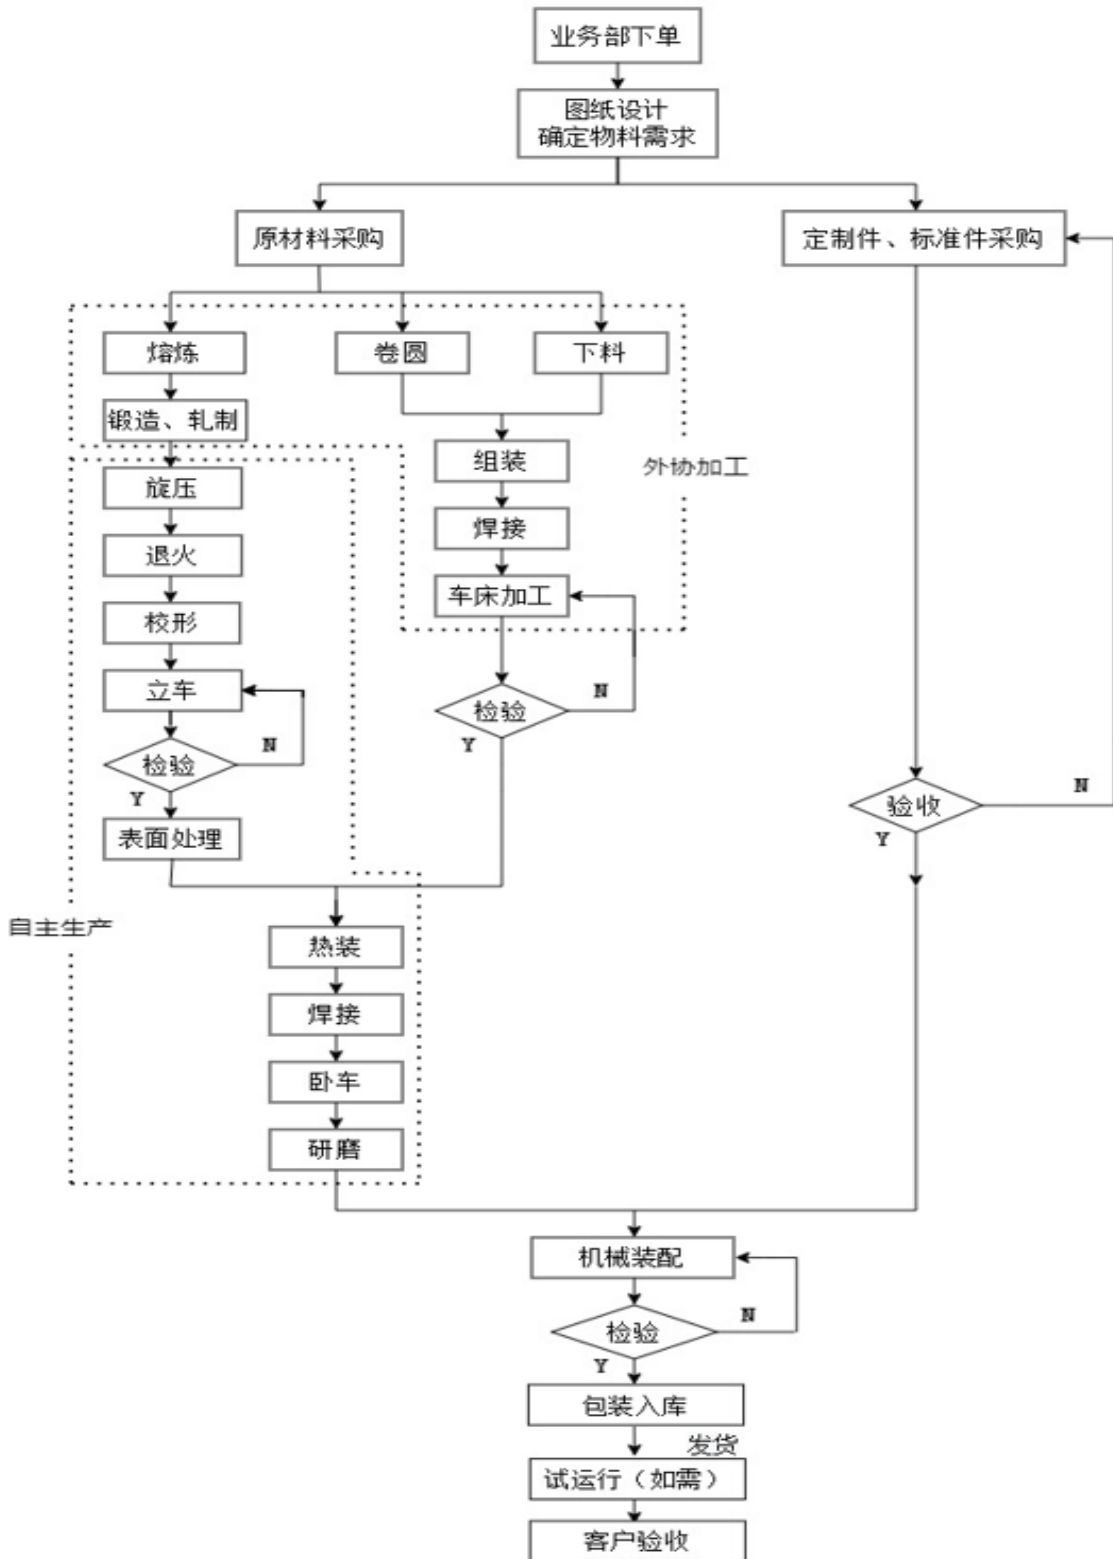 业务部下单
图纸设计
确定物料需求
原材料采购
定制件、标准件采购
熔炼
卷圆
下料
锻造、轧制
组装
外协加工
旋压
焊接
退火
车床加工
校形
立车
N
检验
N
检验
Y
Y
表面处理
N
验收
Y
自主生产
热装
焊接
卧车
研磨
机械装配
N
检验
Y
包装入库
发货
试运行（如需）
客户验收